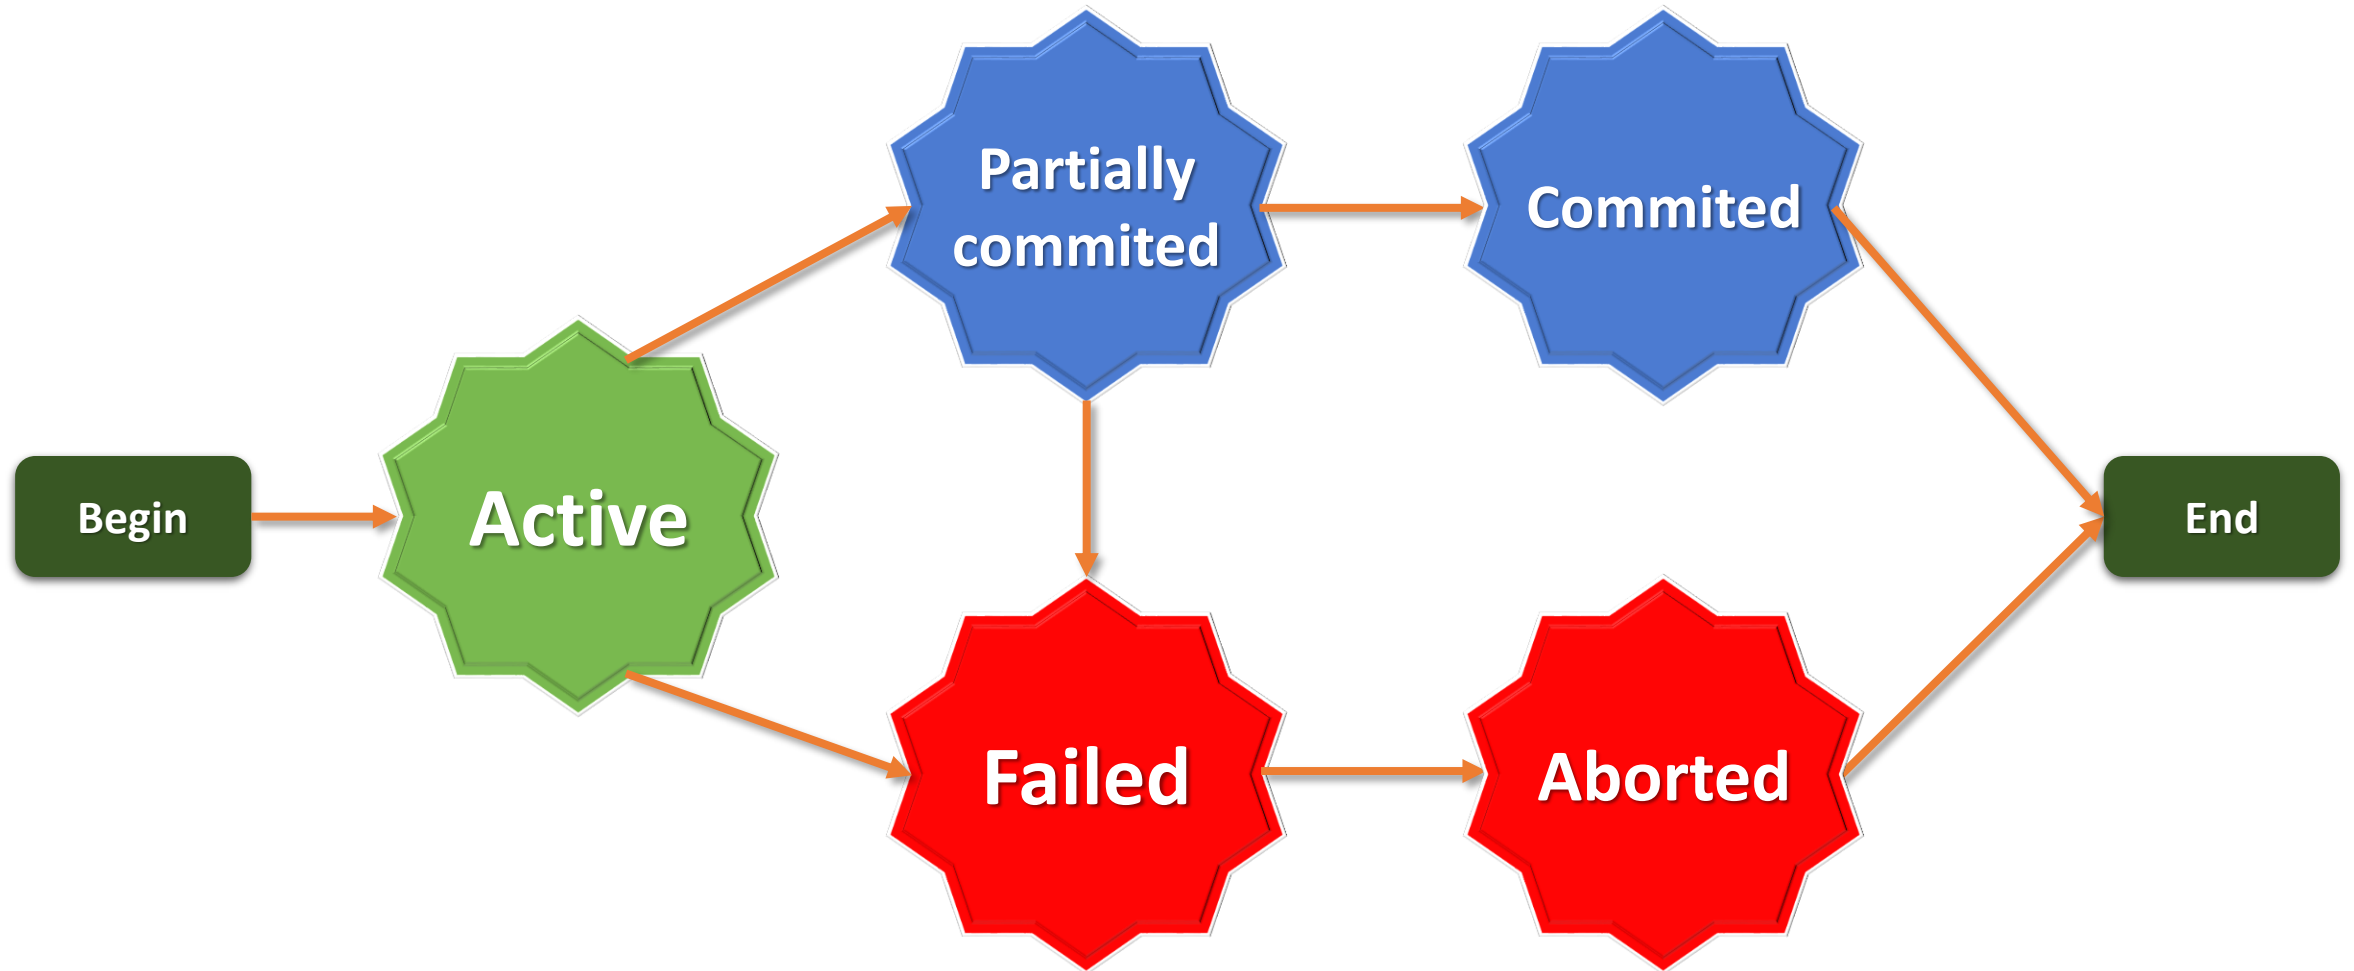 Begin
Active
Partially
commited
Commited
Failed
Aborted
End